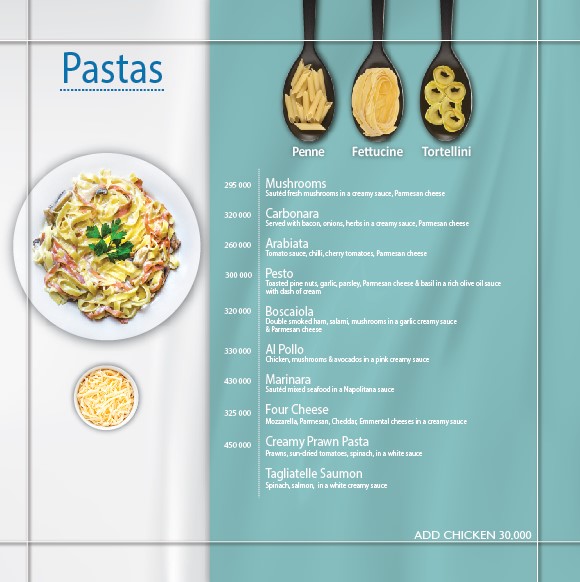 Pastas
Penne Fettucine Tortellini
295 000 Mushrooms
Sautéd fresh mushrooms in a creamy sauce, Parmesan cheese
320 000 Carbonara
Served with bacon, onions, herbs in a creamy sauce, Parmesan cheese
260 000 Arabiata
Tomato sauce, chilli, cherry tomatoes, Parmesan cheese
300 000 Pesto
Toasted pine nuts, garlic, parsley, Parmesan cheese & basil in a rich olive oil sauce
with dash of cream
320 000 Boscaiola
Double smoked ham, salami, mushrooms in a garlic creamy sauce
& Parmesan cheese
330 000 Al Pollo
Chicken, mushrooms & avocados in a pink creamy sauce
430 000 Marinara
Sautéd mixed seafood in a Napolitana sauce
325 000 Four Cheese
Mozzarella, Parmesan, Cheddar, Emmental cheeses in a creamy sauce
450 000 Creamy Prawn Pasta
Prawns, sun-dried tomatoes, spinach, in a white sauce
Tagliatelle Saumon
Spinach, salmon, in a white creamy sauce
ADD CHICKEN 30,000